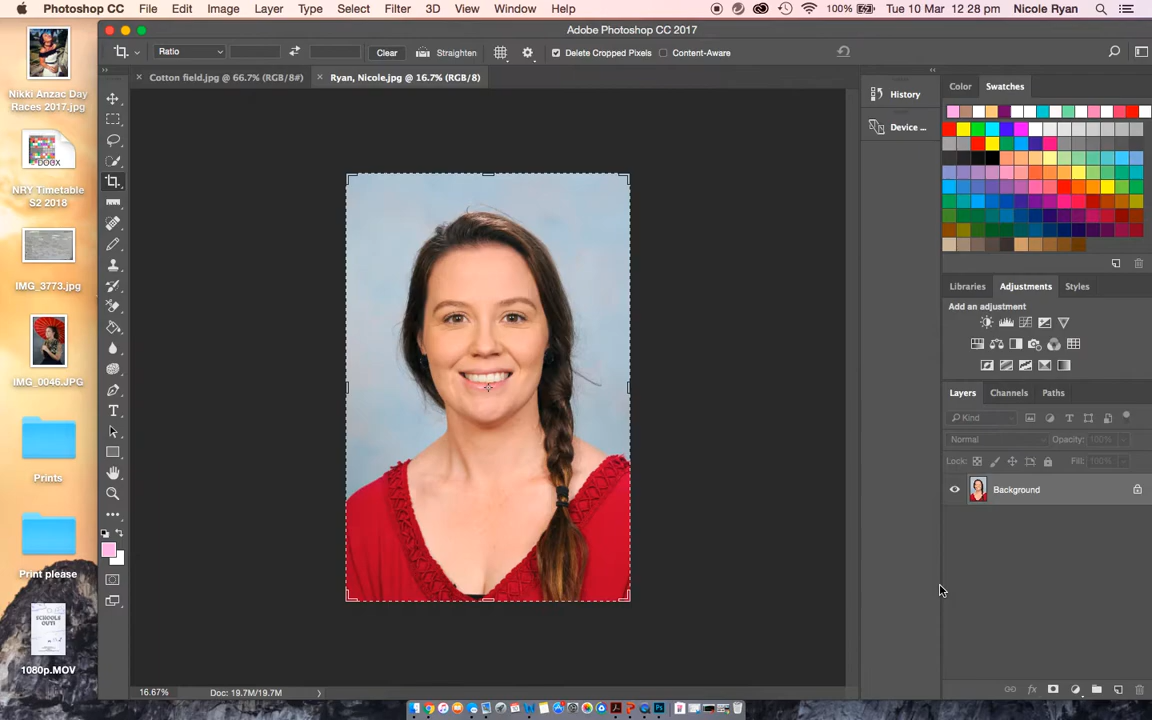 Photoshop CC File Edit Image Layer Type Select Filter 3D View Window Help 100% Tue 10 Mar 12 28 pm Nicole Ryan
Adobe Photoshop CC 2017
Ratio Clear Straighten Delete Cropped Pixels Content-Aware
Cotton field.jpg @ 66.7% (RGB/8#) Ryan, Nicole.jpg @ 16.7% (RGB/8)
Nikki Anzac Day
Races 2017.jpg
DOCX
NRY Timetable
S2 2018
IMG_3773.jpg
IMG_0046.JPG
Prints
Print please
SCHOOLS
OUT!
1080p.MOV
History
Device ...
Color Swatches
Libraries Adjustments Styles
Add an adjustment
Layers Channels Paths
Kind
Normal Opacity: 100%
Lock: Fill: 100%
Background
16.67% Doc: 19.7M/19.7M